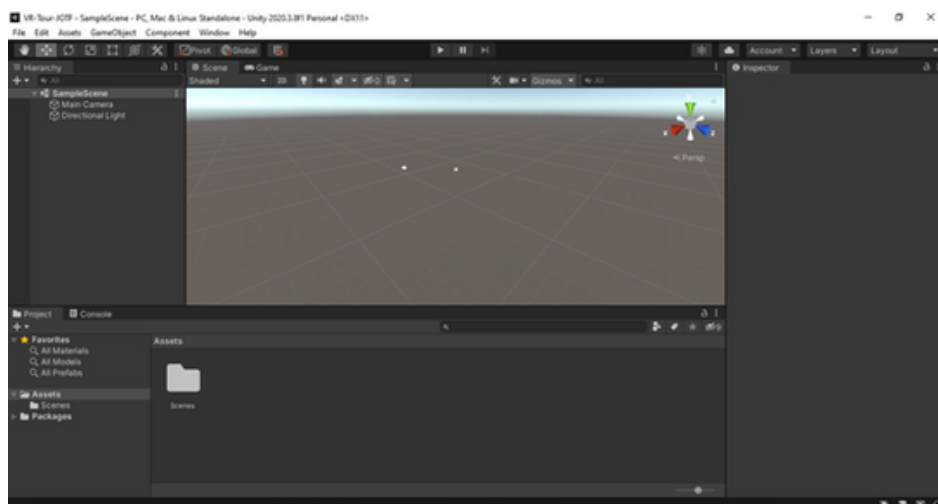 VR-Tour-JOTF - SampleScene - PC, Mac & Linux Standalone - Unity 2020.3.8f1 Personal <DX11>
File Edit Assets GameObject Component Window Help
Pivot Global Account Layers Layout
Hierarchy Scene Game Inspector
All Shaded 2D Gizmos All
SampleScene
Main Camera
Directional Light
y
x z
Persp
Project Console
Favorites Assets
All Materials
All Models
All Prefabs
Assets
Scenes Scenes
Packages